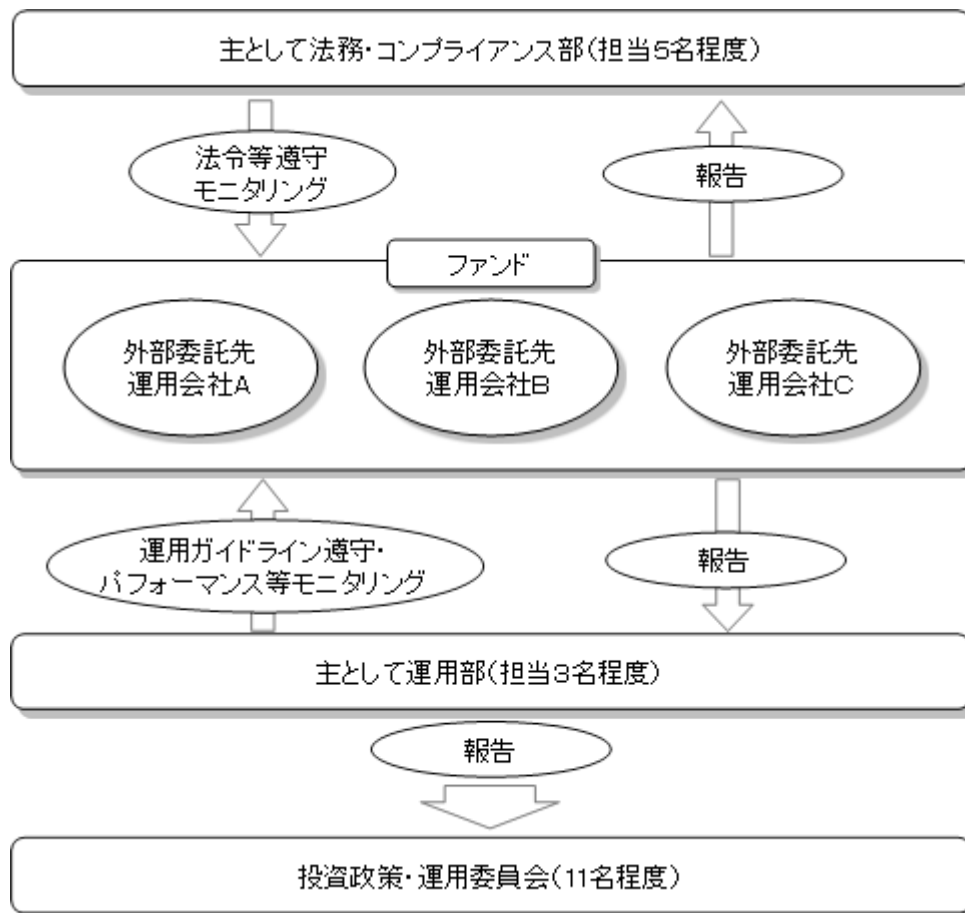 主として法務・コンプライアンス部(担当5名程度)
法令等遵守
モニタリング
報告
ファンド
外部委託先
運用会社A
外部委託先
運用会社B
外部委託先
運用会社C
運用ガイドライン遵守・
パフォーマンス等モニタリング
報告
主として運用部(担当3名程度)
報告
投資政策・運用委員会(11名程度)